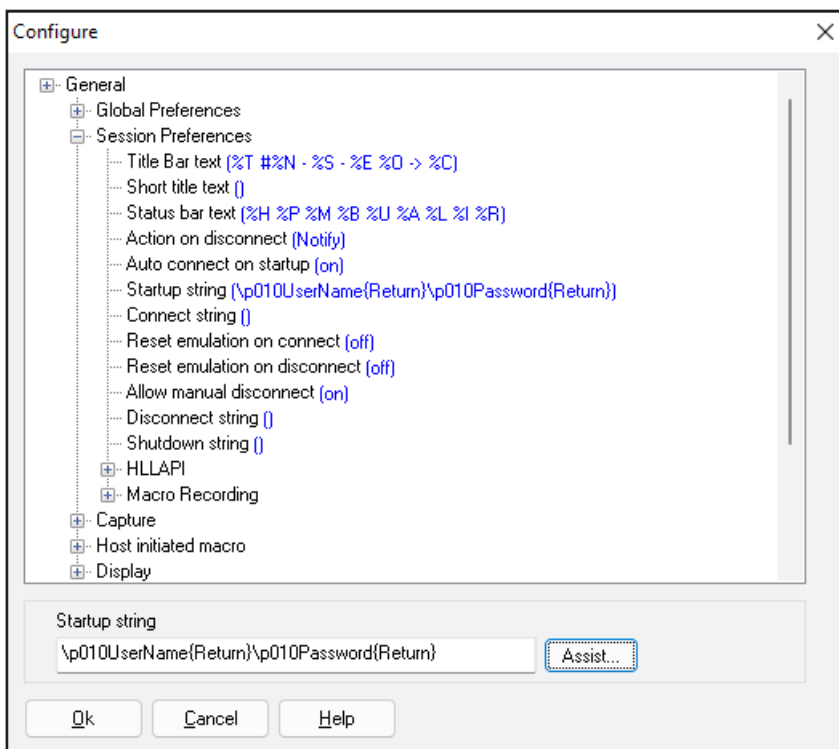 Configure
General
Global Preferences
Session Preferences
Title Bar text (%T #%N - %S - %E %O -> %C)
Short title text ()
Status bar text (%H %P %M %B %U %A %L %I %R)
Action on disconnect (Notify)
Auto connect on startup (on)
Startup string (\p010UserName{Return}\p010Password{Return})
Connect string ()
Reset emulation on connect (off)
Reset emulation on disconnect (off)
Allow manual disconnect (on)
Disconnect string ()
Shutdown string ()
HLLAPI
Macro Recording
Capture
Host initiated macro
Display
Startup string
\p010UserName{Return}\p010Password{Return}
Assist...
Ok
Cancel
Help